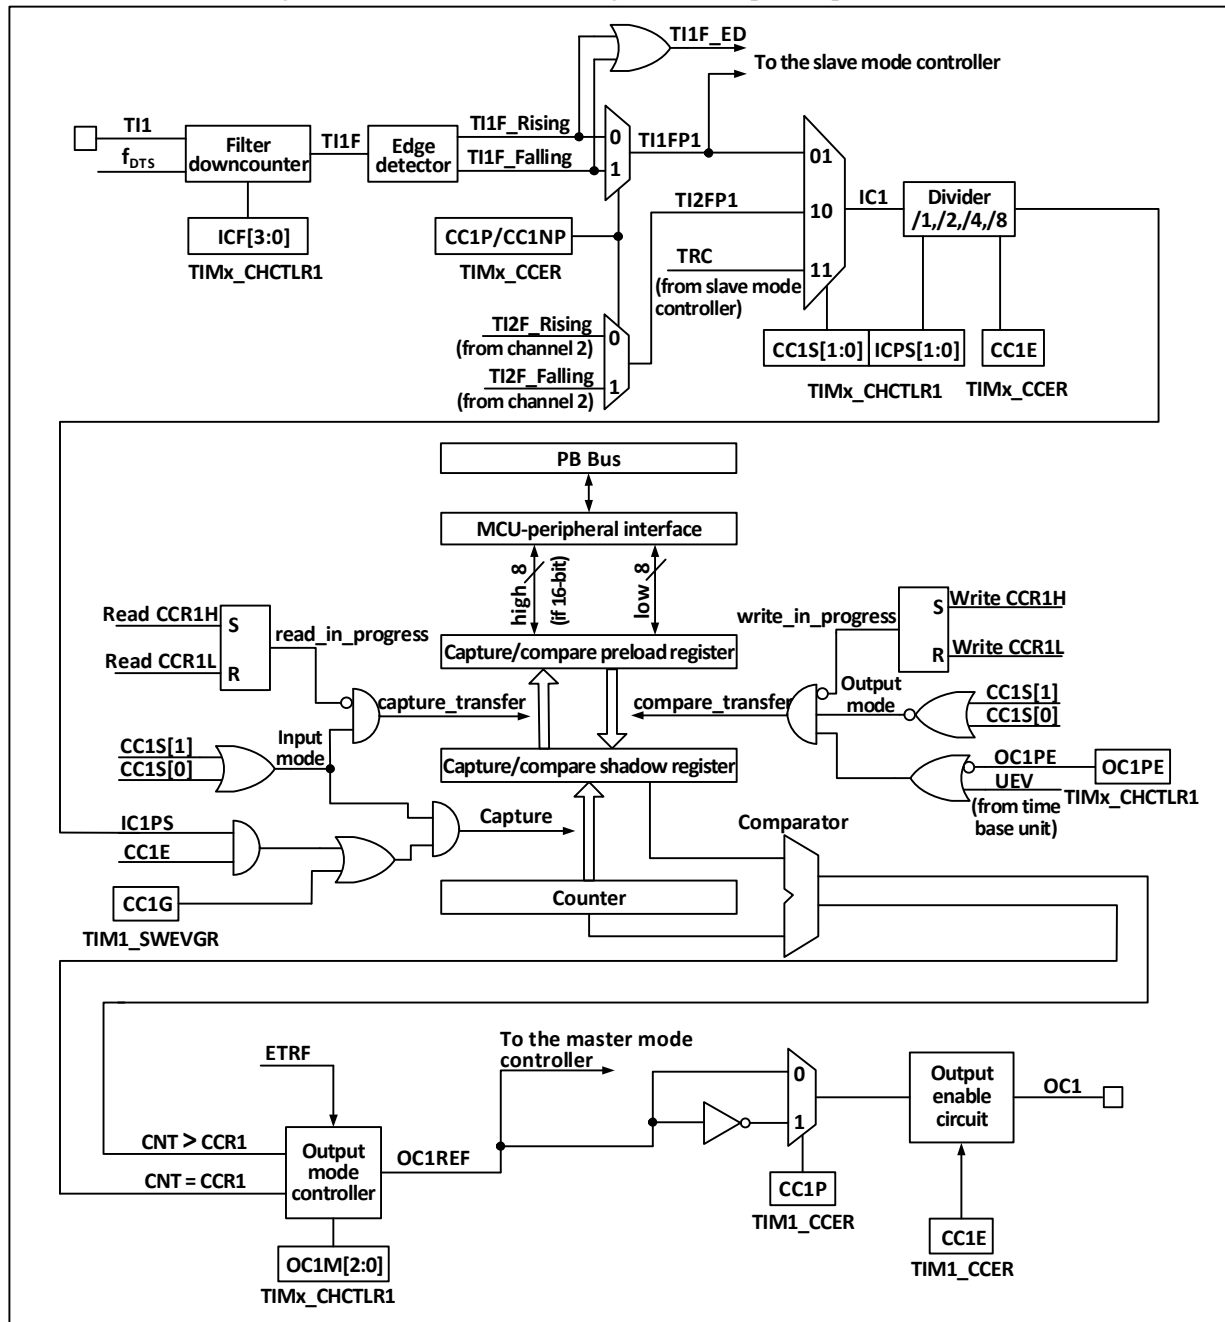 TI1F_ED
To the slave mode controller
TI1
fDTS
Filter
downcounter
TI1F
Edge
detector
TI1F_Rising
TI1F_Falling
0
1
TI1FP1
01
10
11
TI2FP1
IC1
Divider
/1,/2,/4,/8
ICF[3:0]
TIMx_CHCTLR1
CC1P/CC1NP
TIMx_CCER
TRC
(from slave mode
controller)
TI2F_Rising
(from channel 2)
TI2F_Falling
(from channel 2)
0
1
CC1S[1:0]
ICPS[1:0]
CC1E
TIMx_CHCTLR1
TIMx_CCER
PB Bus
MCU-peripheral interface
high 8
(if 16-bit)
low 8
Read CCR1H
Read CCR1L
S
R
read_in_progress
Capture/compare preload register
write_in_progress
S
R
Write CCR1H
Write CCR1L
capture_transfer
compare_transfer
Output
mode
CC1S[1]
CC1S[0]
CC1S[1]
CC1S[0]
Input
mode
Capture/compare shadow register
OC1PE
UEV
(from time
base unit)
OC1PE
TIMx_CHCTLR1
IC1PS
CC1E
CC1G
TIM1_SWEVGR
Capture
Comparator
Counter
ETRF
To the master mode
controller
CNT > CCR1
CNT = CCR1
Output
mode
controller
OC1REF
0
1
Output
enable
circuit
OC1
CC1P
TIM1_CCER
CC1E
TIM1_CCER
OC1M[2:0]
TIMx_CHCTLR1